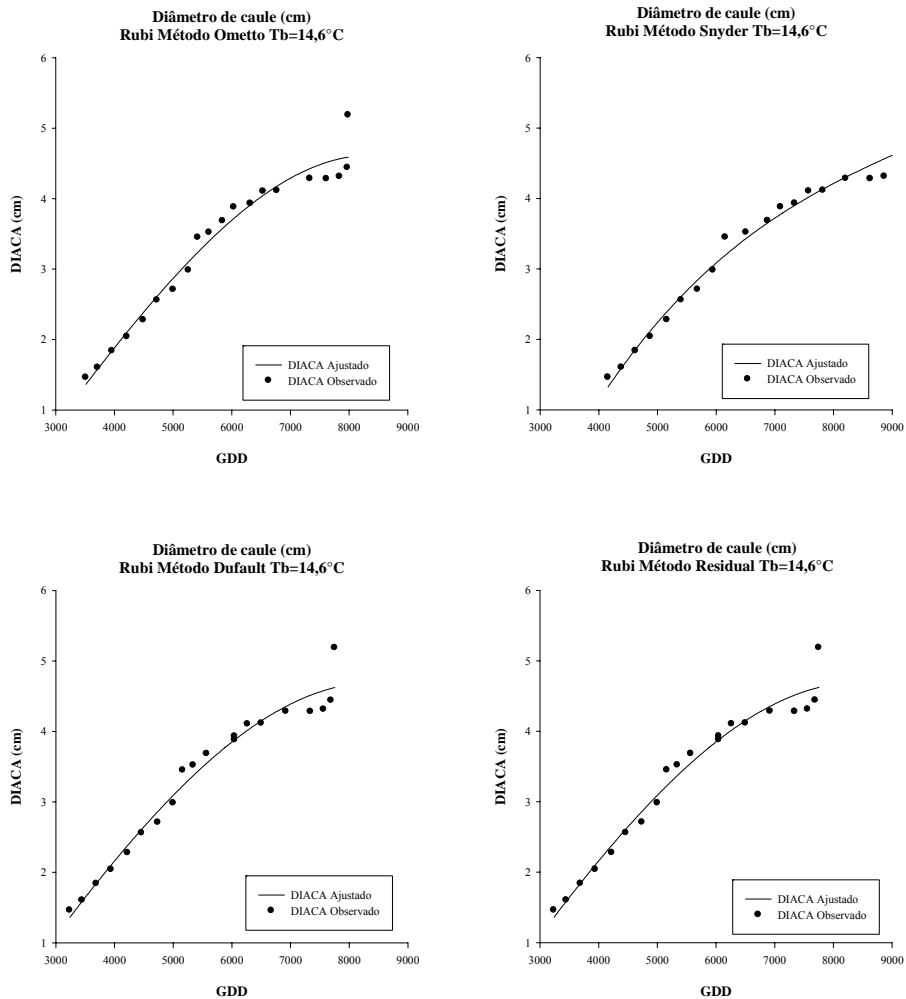 Diâmetro de caule (cm)
Rubi Método Ometto Tb=14,6°C
DIACA (cm)
6
5
4
3
2
1
DIACA Ajustado
DIACA Observado
3000 4000 5000 6000 7000 8000 9000
GDD
Diâmetro de caule (cm)
Rubi Método Snyder Tb=14,6°C
DIACA (cm)
6
5
4
3
2
1
DIACA Ajustado
DIACA Observado
3000 4000 5000 6000 7000 8000 9000
GDD
Diâmetro de caule (cm)
Rubi Método Dufault Tb=14,6°C
DIACA (cm)
6
5
4
3
2
1
DIACA Ajustado
DIACA Observado
3000 4000 5000 6000 7000 8000 9000
GDD
Diâmetro de caule (cm)
Rubi Método Residual Tb=14,6°C
DIACA (cm)
6
5
4
3
2
1
DIACA Ajustado
DIACA Observado
3000 4000 5000 6000 7000 8000 9000
GDD